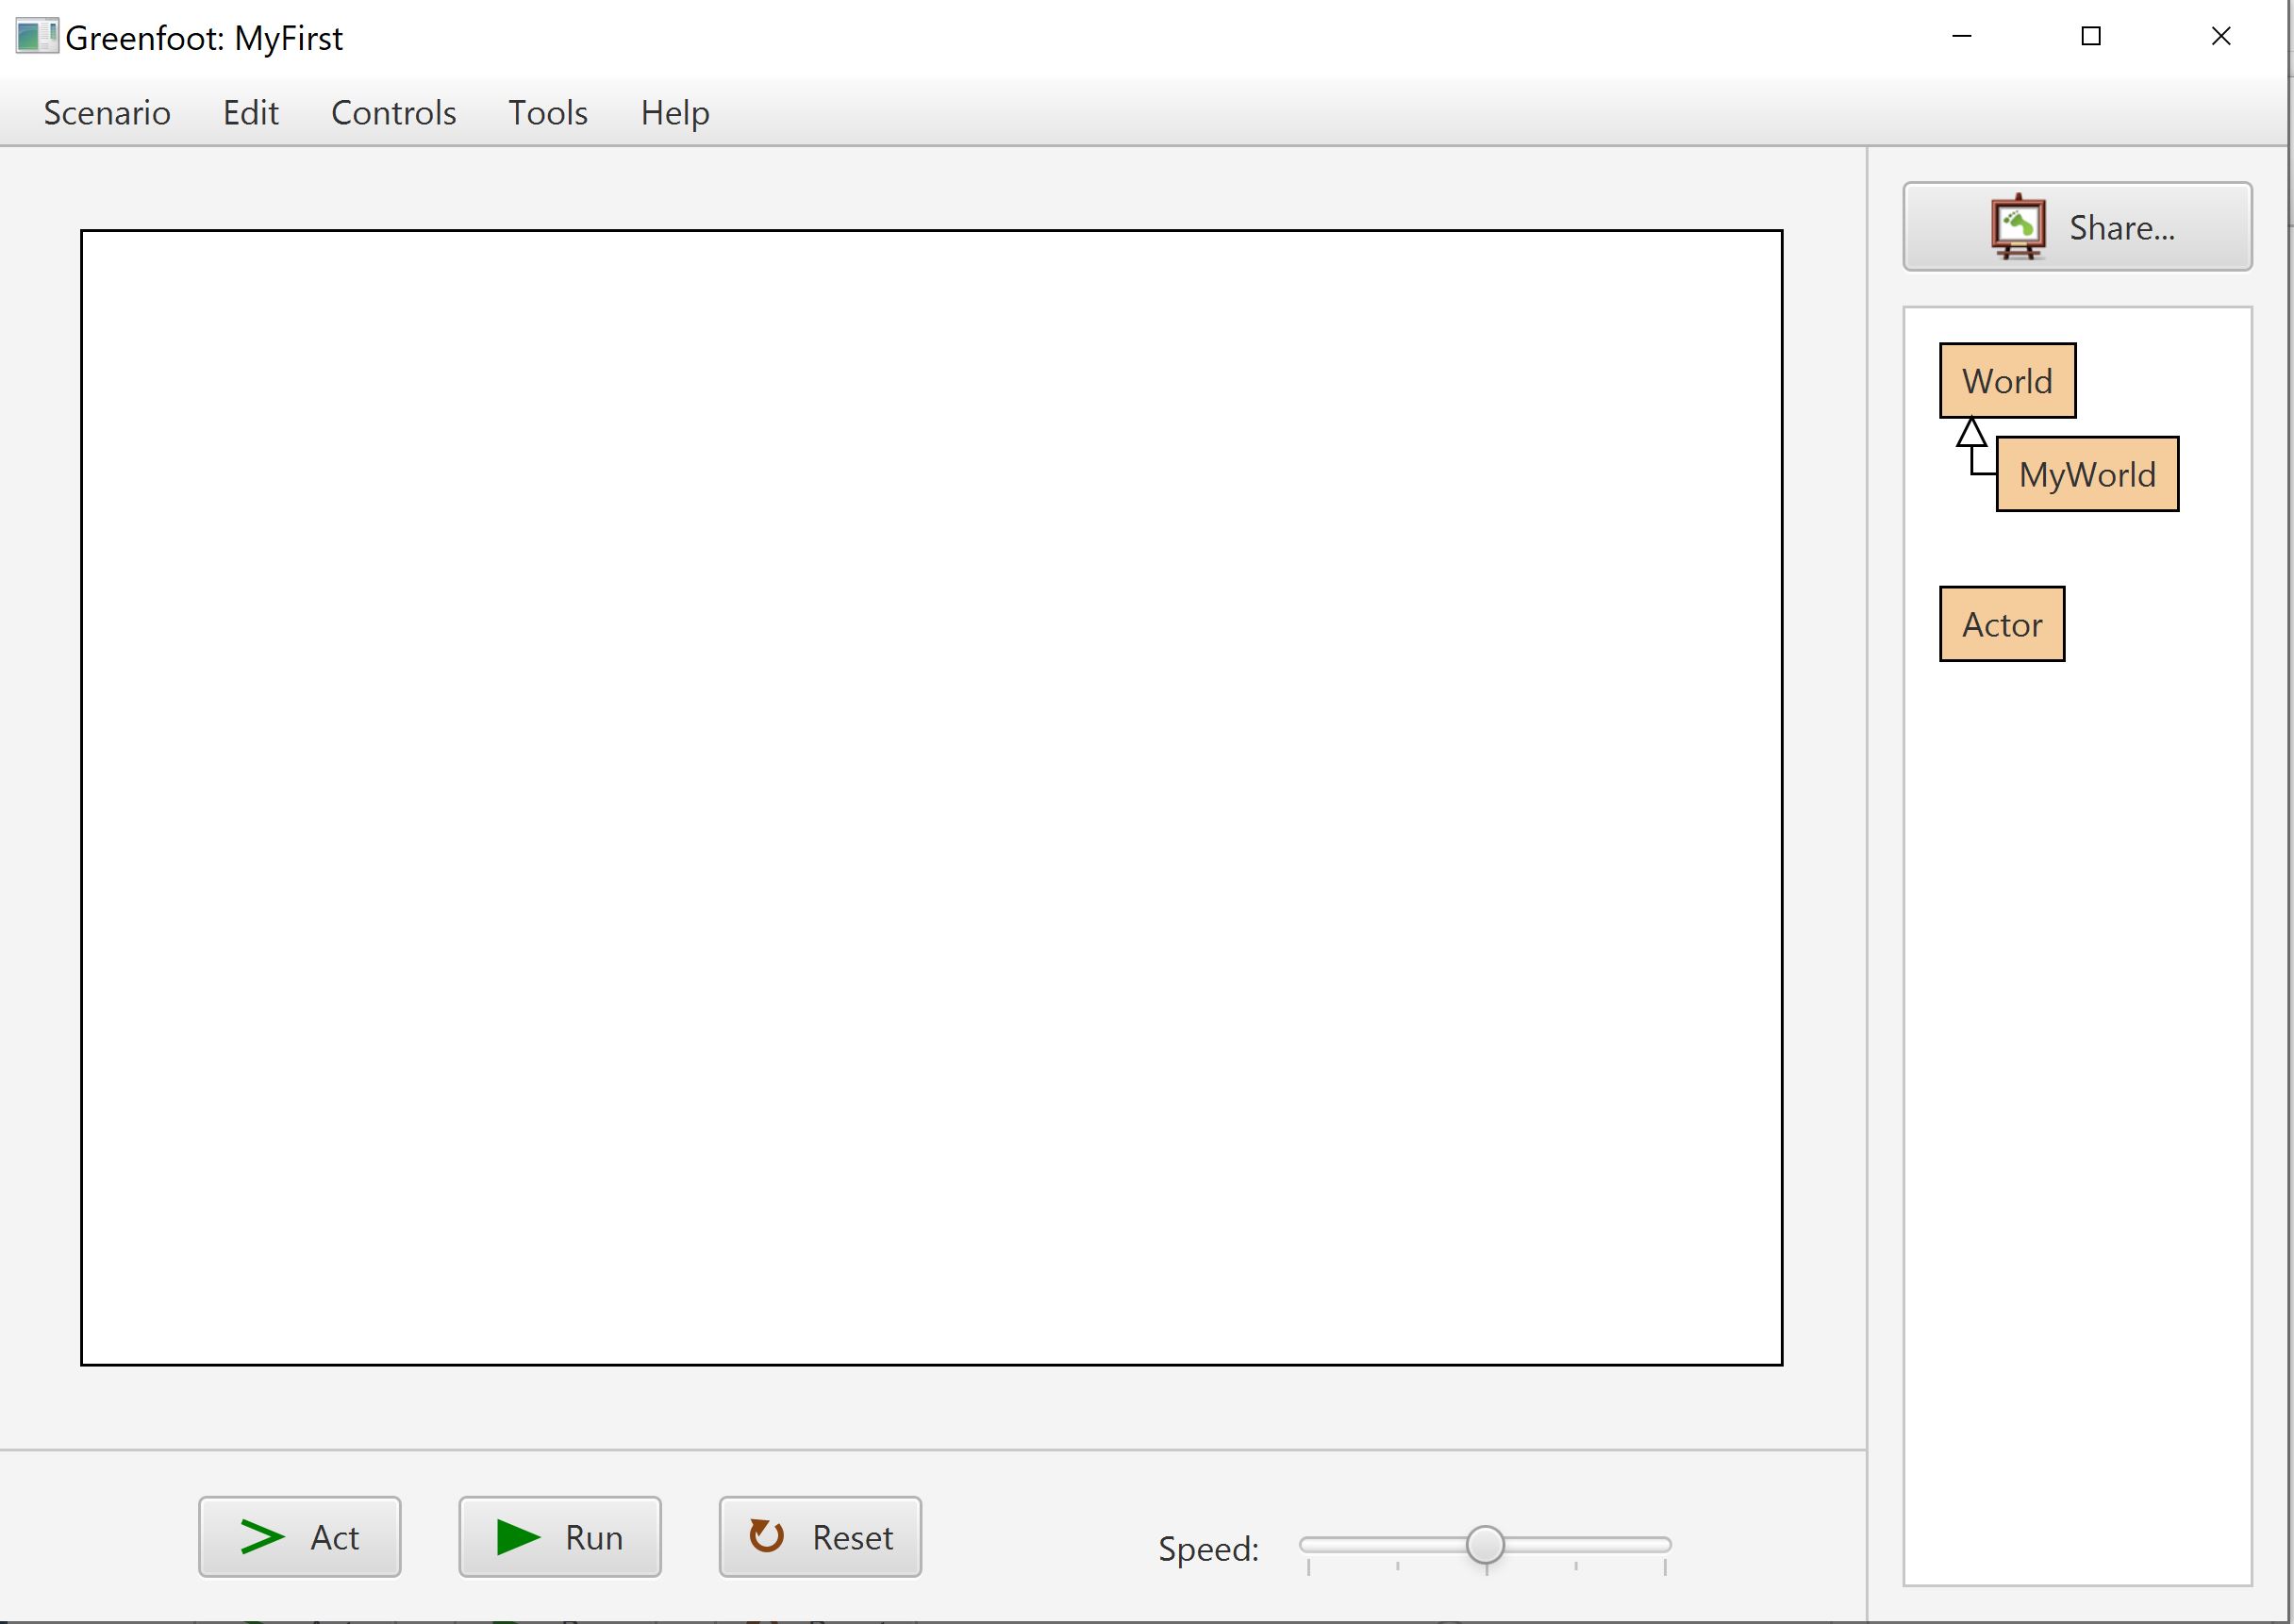 Greenfoot: MyFirst
Scenario Edit Controls Tools Help
Share...
World
MyWorld
Actor
Act Run Reset Speed: